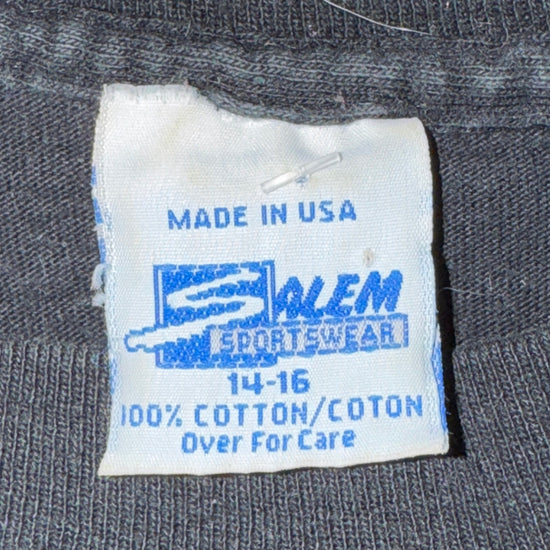 MADE IN USA
SALEM
SPORTSWEAR
14-16
100% COTTON/COTON
Over For Care